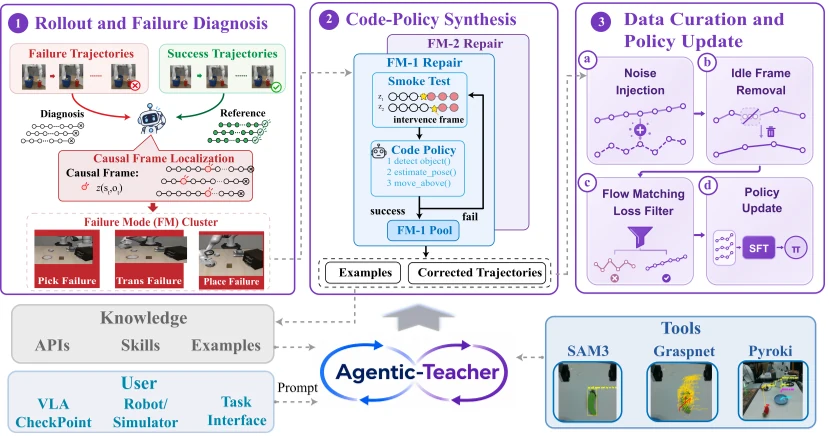 1 Rollout and Failure Diagnosis
Failure Trajectories
Success Trajectories
Diagnosis
Reference
Causal Frame Localization
Causal Frame:
z(sᵢ,oᵢ)
Failure Mode (FM) Cluster
Pick Failure
Trans Failure
Place Failure
2 Code-Policy Synthesis
FM-2 Repair
FM-1 Repair
Smoke Test
z₁
z₂
intervence frame
Code Policy
1 detect object()
2 estimate_pose()
3 move_above()
success
fail
FM-1 Pool
Examples
Corrected Trajectories
3 Data Curation and
Policy Update
a
Noise
Injection
b
Idle Frame
Removal
c
Flow Matching
Loss Filter
d
Policy
Update
SFT
π
Knowledge
APIs
Skills
Examples
User
VLA
CheckPoint
Robot/
Simulator
Task
Interface
Prompt
Agentic-Teacher
Tools
SAM3
Graspnet
Pyroki